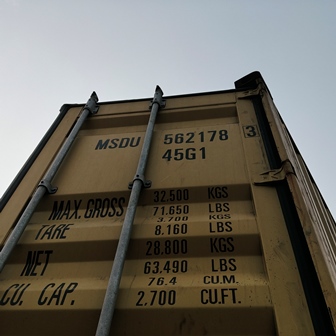 MSDU 562178 3
45G1
MAX.GROSS 32.500 KGS
71.650 LBS
TARE 3.700 KGS
8.160 LBS
NET 28.800 KGS
63.490 LBS
CU. CAP. 76.4 CU.M.
2.700 CU.FT.